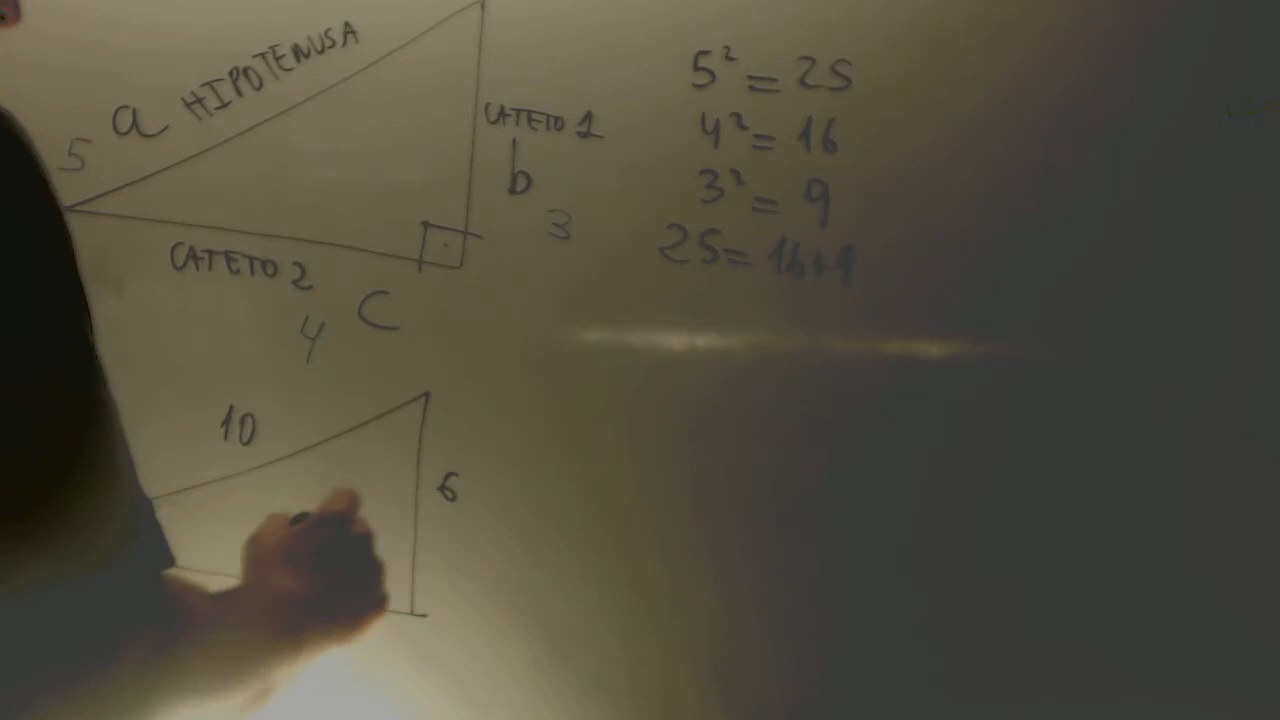 a HIPOTENUSA
5
CATETO 1
b
3
CATETO 2
C
4
5² = 25
4² = 16
3² = 9
25 = 16+9
10
6